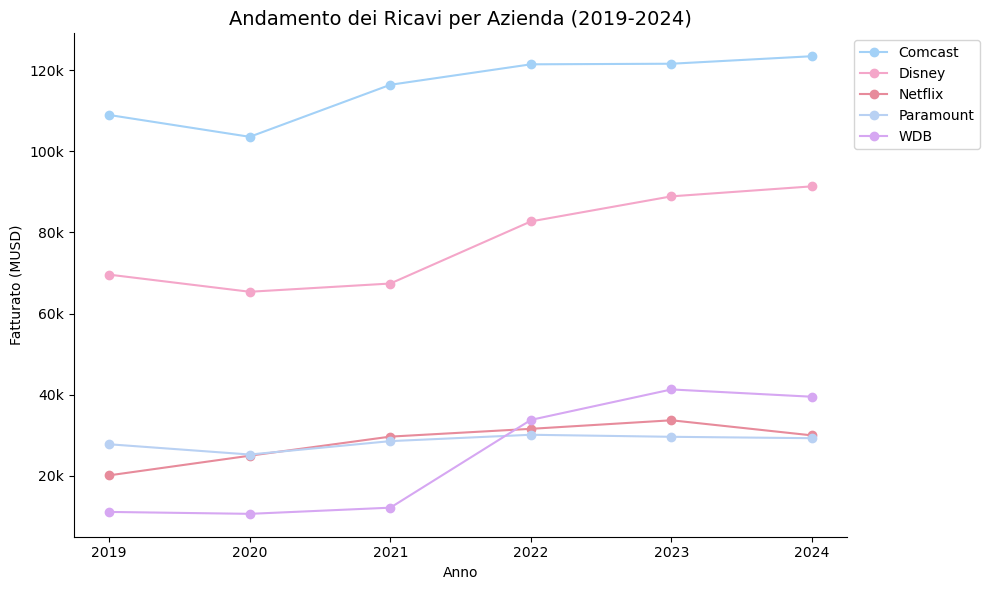 Andamento dei Ricavi per Azienda (2019-2024)
Comcast
Disney
Netflix
Paramount
WDB
Fatturato (MUSD)
120k
100k
80k
60k
40k
20k
2019 2020 2021 2022 2023 2024
Anno